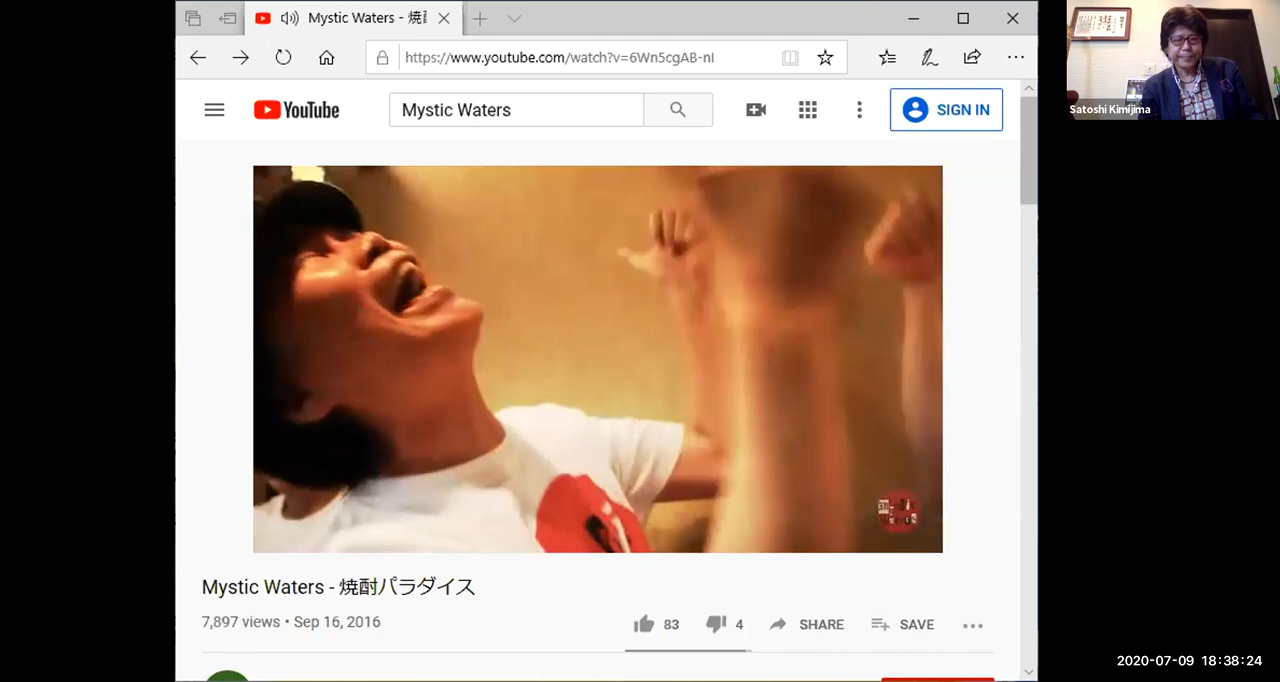 Mystic Waters - 焼
https://www.youtube.com/watch?v=6Wn5cgAB-nI
YouTube
Mystic Waters
SIGN IN
Satoshi Kimijima
Mystic Waters - 焼酎パラダイス
7,897 views • Sep 16, 2016
83
4
SHARE
SAVE
2020-07-09 18:38:24